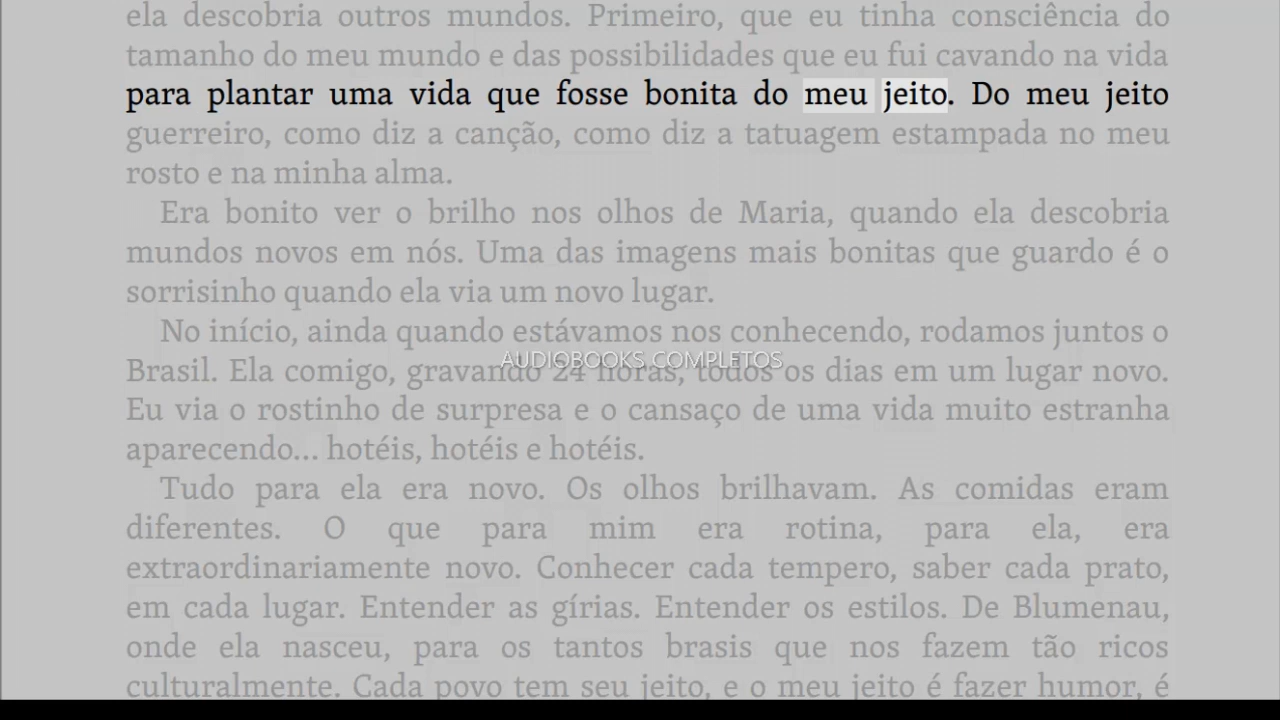 ela descobria outros mundos. Primeiro, que eu tinha consciência do
tamanho do meu mundo e das possibilidades que eu fui cavando na vida
para plantar uma vida que fosse bonita do meu jeito. Do meu jeito
guerreiro, como diz a canção, como diz a tatuagem estampada no meu
rosto e na minha alma.
Era bonito ver o brilho nos olhos de Maria, quando ela descobria
mundos novos em nós. Uma das imagens mais bonitas que guardo é o
sorrisinho quando ela via um novo lugar.
No início, ainda quando estávamos nos conhecendo, rodamos juntos o
AUDIOBOOKS COMPLETOS
Brasil. Ela comigo, gravando 24 horas, todos os dias em um lugar novo.
Eu via o rostinho de surpresa e o cansaço de uma vida muito estranha
aparecendo... hotéis, hotéis e hotéis.
Tudo para ela era novo. Os olhos brilhavam. As comidas eram
diferentes. O que para mim era rotina, para ela, era
extraordinariamente novo. Conhecer cada tempero, saber cada prato,
em cada lugar. Entender as gírias. Entender os estilos. De Blumenau,
onde ela nasceu, para os tantos brasis que nos fazem tão ricos
culturalmente. Cada povo tem seu jeito, e o meu jeito é fazer humor, é